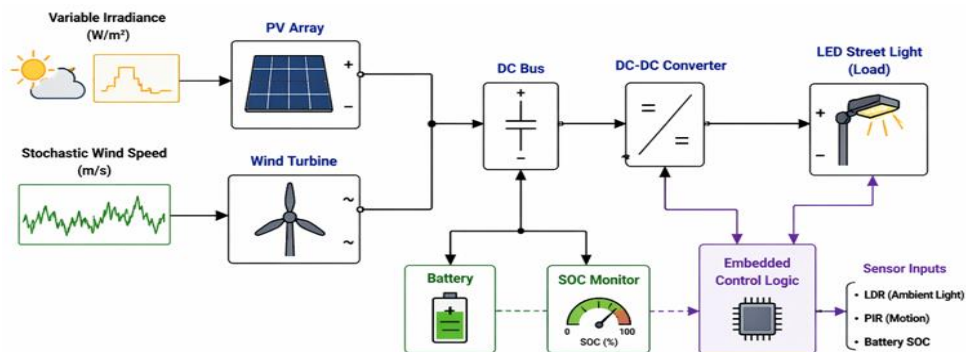 Variable Irradiance
(W/m²)
PV Array
+
−
DC Bus
+
−
DC-DC Converter
=
=
~
LED Street Light
(Load)
+
−
Stochastic Wind Speed
(m/s)
Wind Turbine
~
~
Battery
+
SOC Monitor
0
100
SOC (%)
Embedded
Control Logic
Sensor Inputs
• LDR (Ambient Light)
• PIR (Motion)
• Battery SOC